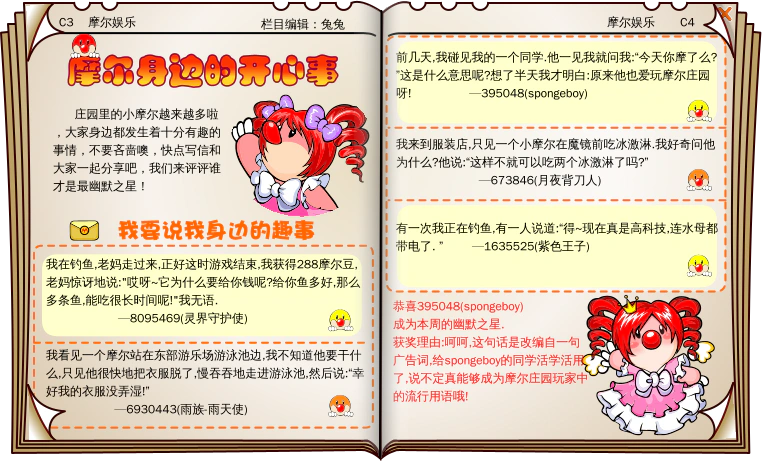 C3 摩尔娱乐
栏目编辑：兔兔
摩尔身边的开心事
庄园里的小摩尔越来越多啦
，大家身边都发生着十分有趣的
事情，不要吝啬噢，快点写信和
大家一起分享吧，我们来评评谁
才是最幽默之星！
我要说我身边的趣事
我在钓鱼,老妈走过来,正好这时游戏结束,我获得288摩尔豆,
老妈惊讶地说:"哎呀~它为什么要给你钱呢?给你鱼多好,那么
多条鱼,能吃很长时间呢!"我无语.
—8095469(灵界守护使)
我看见一个摩尔站在东部游乐场游泳池边,我不知道他要干什
么,只见他很快地把衣服脱了,慢吞吞地走进游泳池,然后说:“幸
好我的衣服没弄湿!”
—6930443(雨族-雨天使)
摩尔娱乐 C4
前几天,我碰见我的一个同学.他一见我就问我:“今天你摩了么?
”这是什么意思呢?想了半天我才明白:原来他也爱玩摩尔庄园
呀! —395048(spongeboy)
我来到服装店,只见一个小摩尔在魔镜前吃冰激淋.我好奇问他
为什么?他说:“这样不就可以吃两个冰激淋了吗?”
—673846(月夜背刀人)
有一次我正在钓鱼,有一人说道:“得~现在真是高科技,连水母都
带电了. ” —1635525(紫色王子)
恭喜395048(spongeboy)
成为本周的幽默之星.
获奖理由:呵呵,这句话是改编自一句
广告词,给spongeboy的同学活学活用
了,说不定真能够成为摩尔庄园玩家中
的流行用语哦!